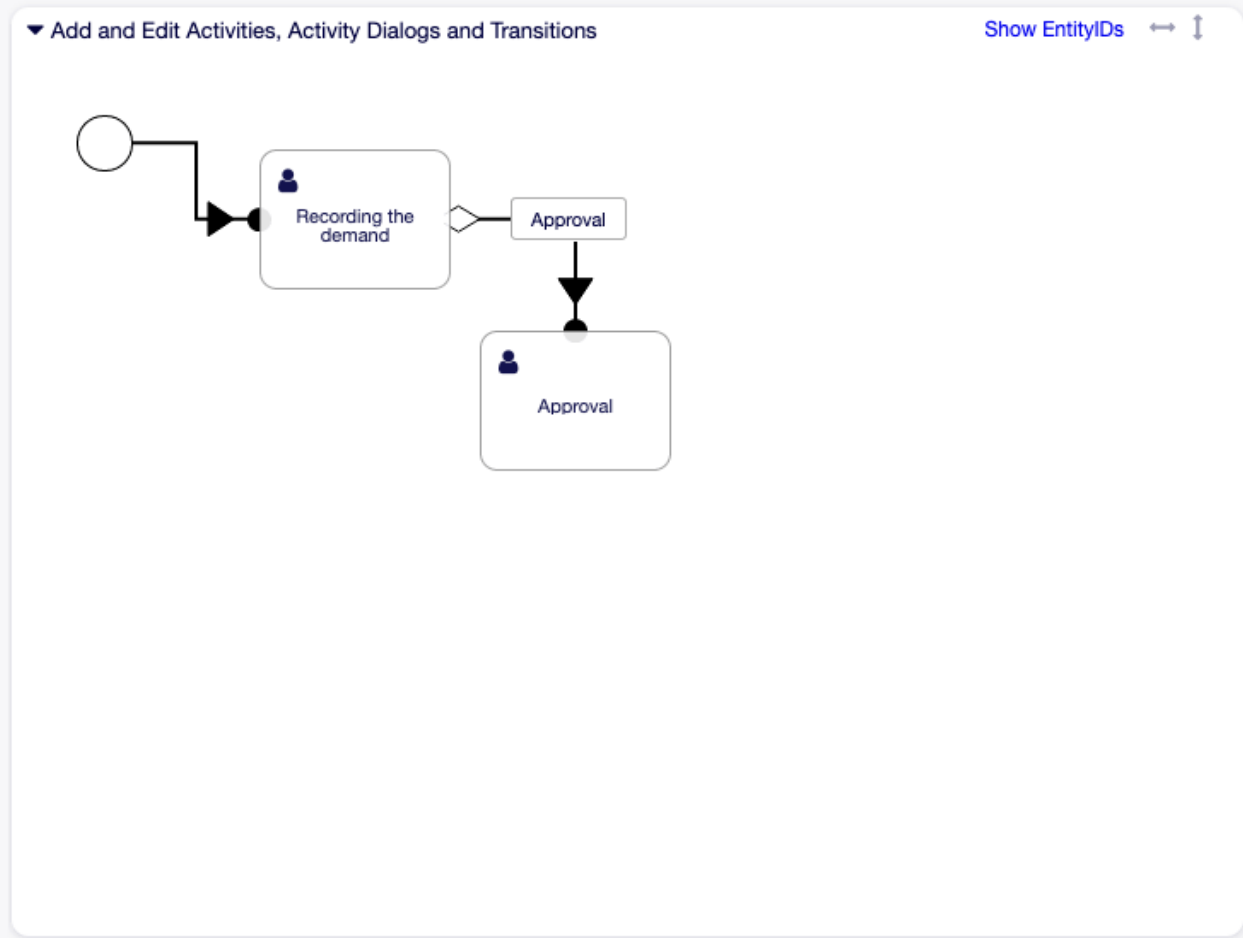 Add and Edit Activities, Activity Dialogs and Transitions
Show EntityIDs
Recording the
demand
Approval
Approval